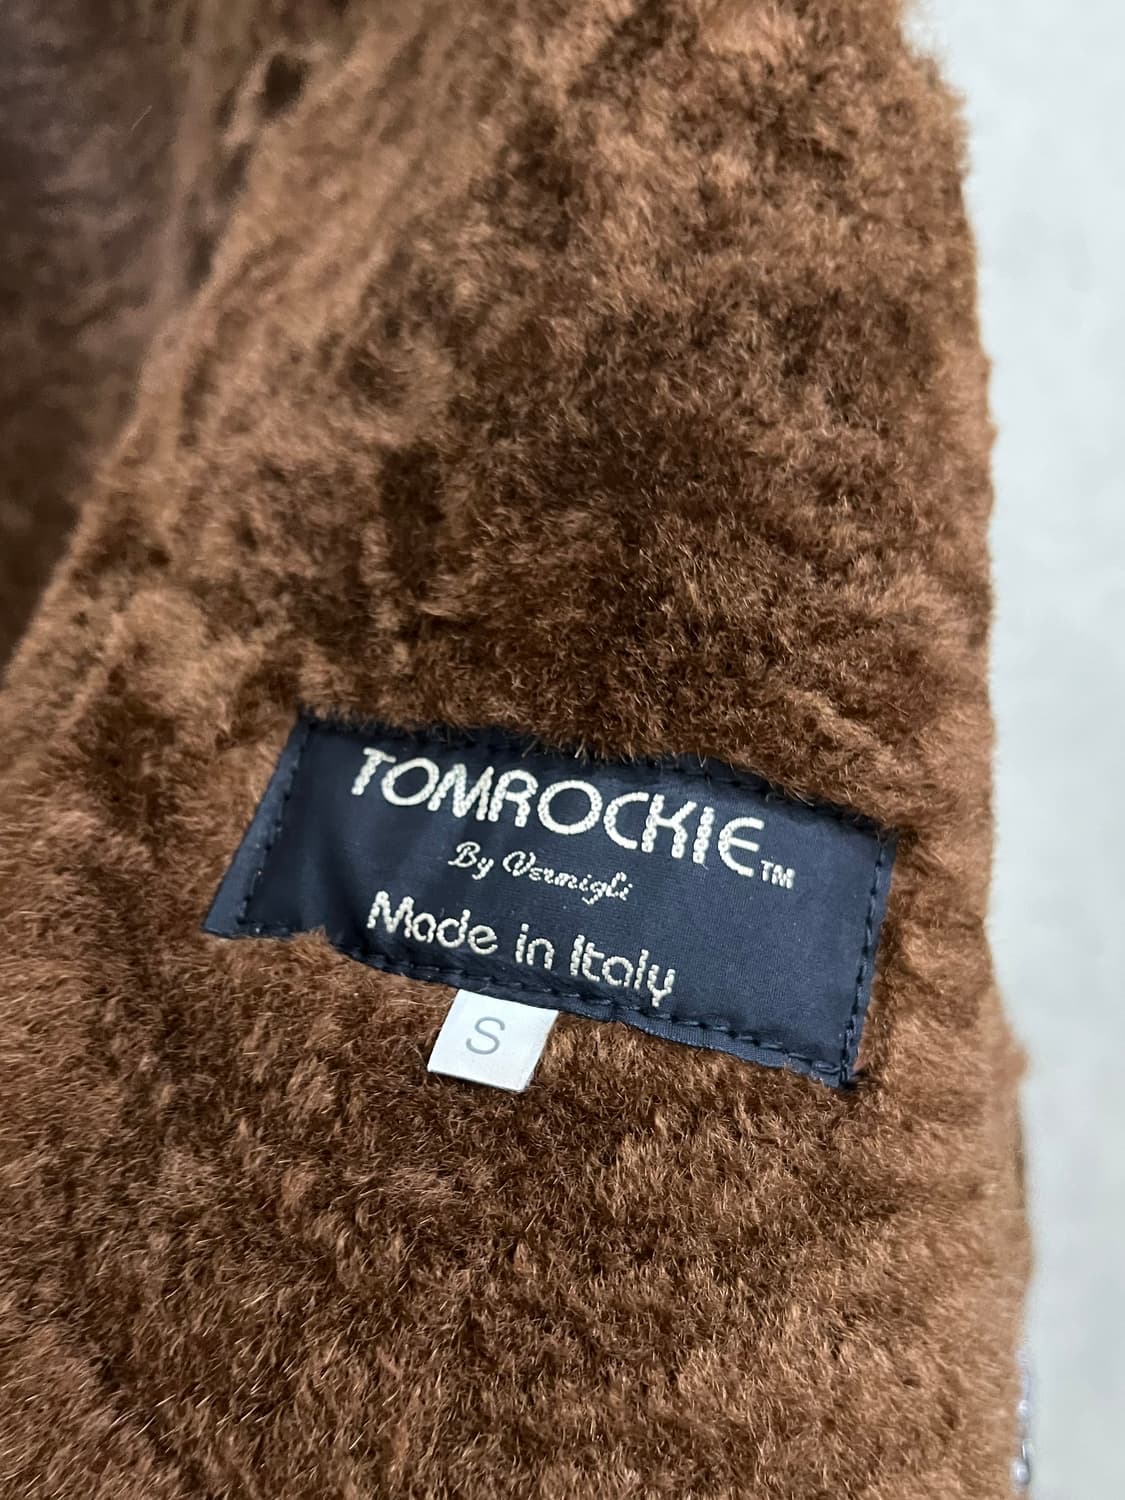 TOMROCKIE™
By Vermigli
Made in Italy
S